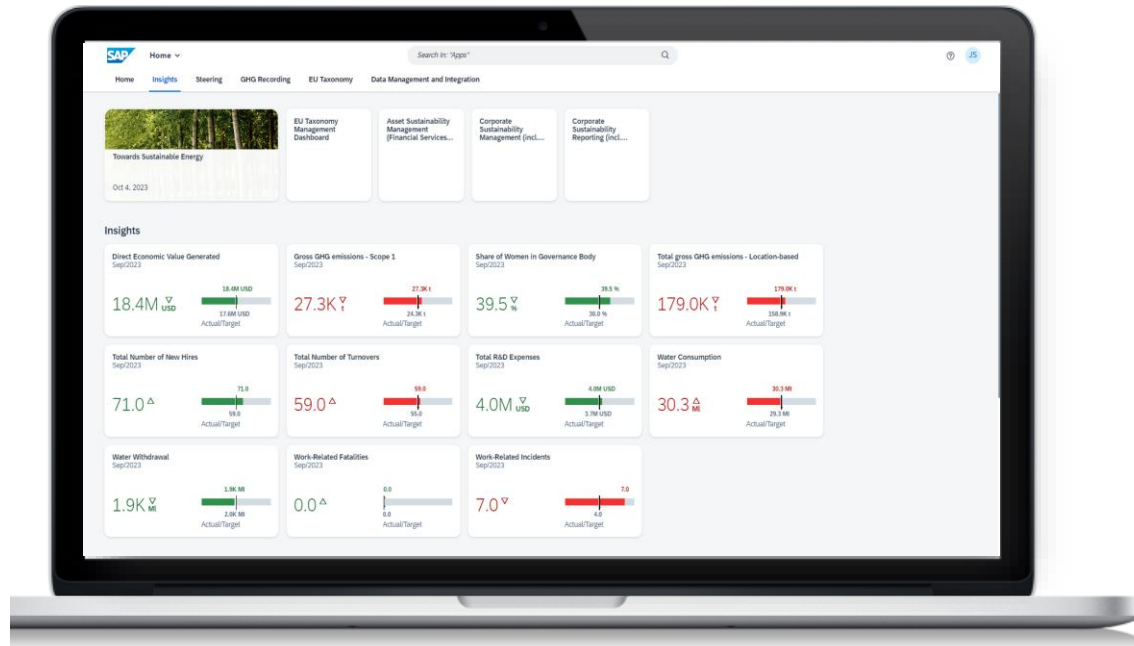 SAP
Home
Search In: "Apps"
JS
Home Insights Steering GHG Recording EU Taxonomy Data Management and Integration
Towards Sustainable Energy
Oct 4, 2023
EU Taxonomy
Management
Dashboard
Asset Sustainability
Management
(Financial Services...
Corporate
Sustainability
Management (incl....
Corporate
Sustainability
Reporting (incl....
Insights
Direct Economic Value Generated
Sep/2023
18.4M USD
18.4M USD
17.6M USD
Actual/Target
Gross GHG emissions - Scope 1
Sep/2023
27.3K t
27.3K t
24.3K t
Actual/Target
Share of Women in Governance Body
Sep/2023
39.5 %
39.5 %
Actual/Target
Total gross GHG emissions - Location-based
Sep/2023
179.0K t
179.0K t
Actual/Target
Total Number of New Hires
Sep/2023
71.0
71.0
59.0
Actual/Target
Total Number of Turnovers
Sep/2023
59.0
59.0
55.0
Actual/Target
Total R&D Expenses
Sep/2023
4.0M USD
4.0M USD
3.7M USD
Actual/Target
Water Consumption
Sep/2023
30.3 Ml
30.3 Ml
29.3 Ml
Actual/Target
Water Withdrawal
Sep/2023
1.9K Ml
1.9K Ml
2.0K Ml
Actual/Target
Work-Related Fatalities
Sep/2023
0.0
0.0
0.0
Actual/Target
Work-Related Incidents
Sep/2023
7.0
7.0
4.0
Actual/Target